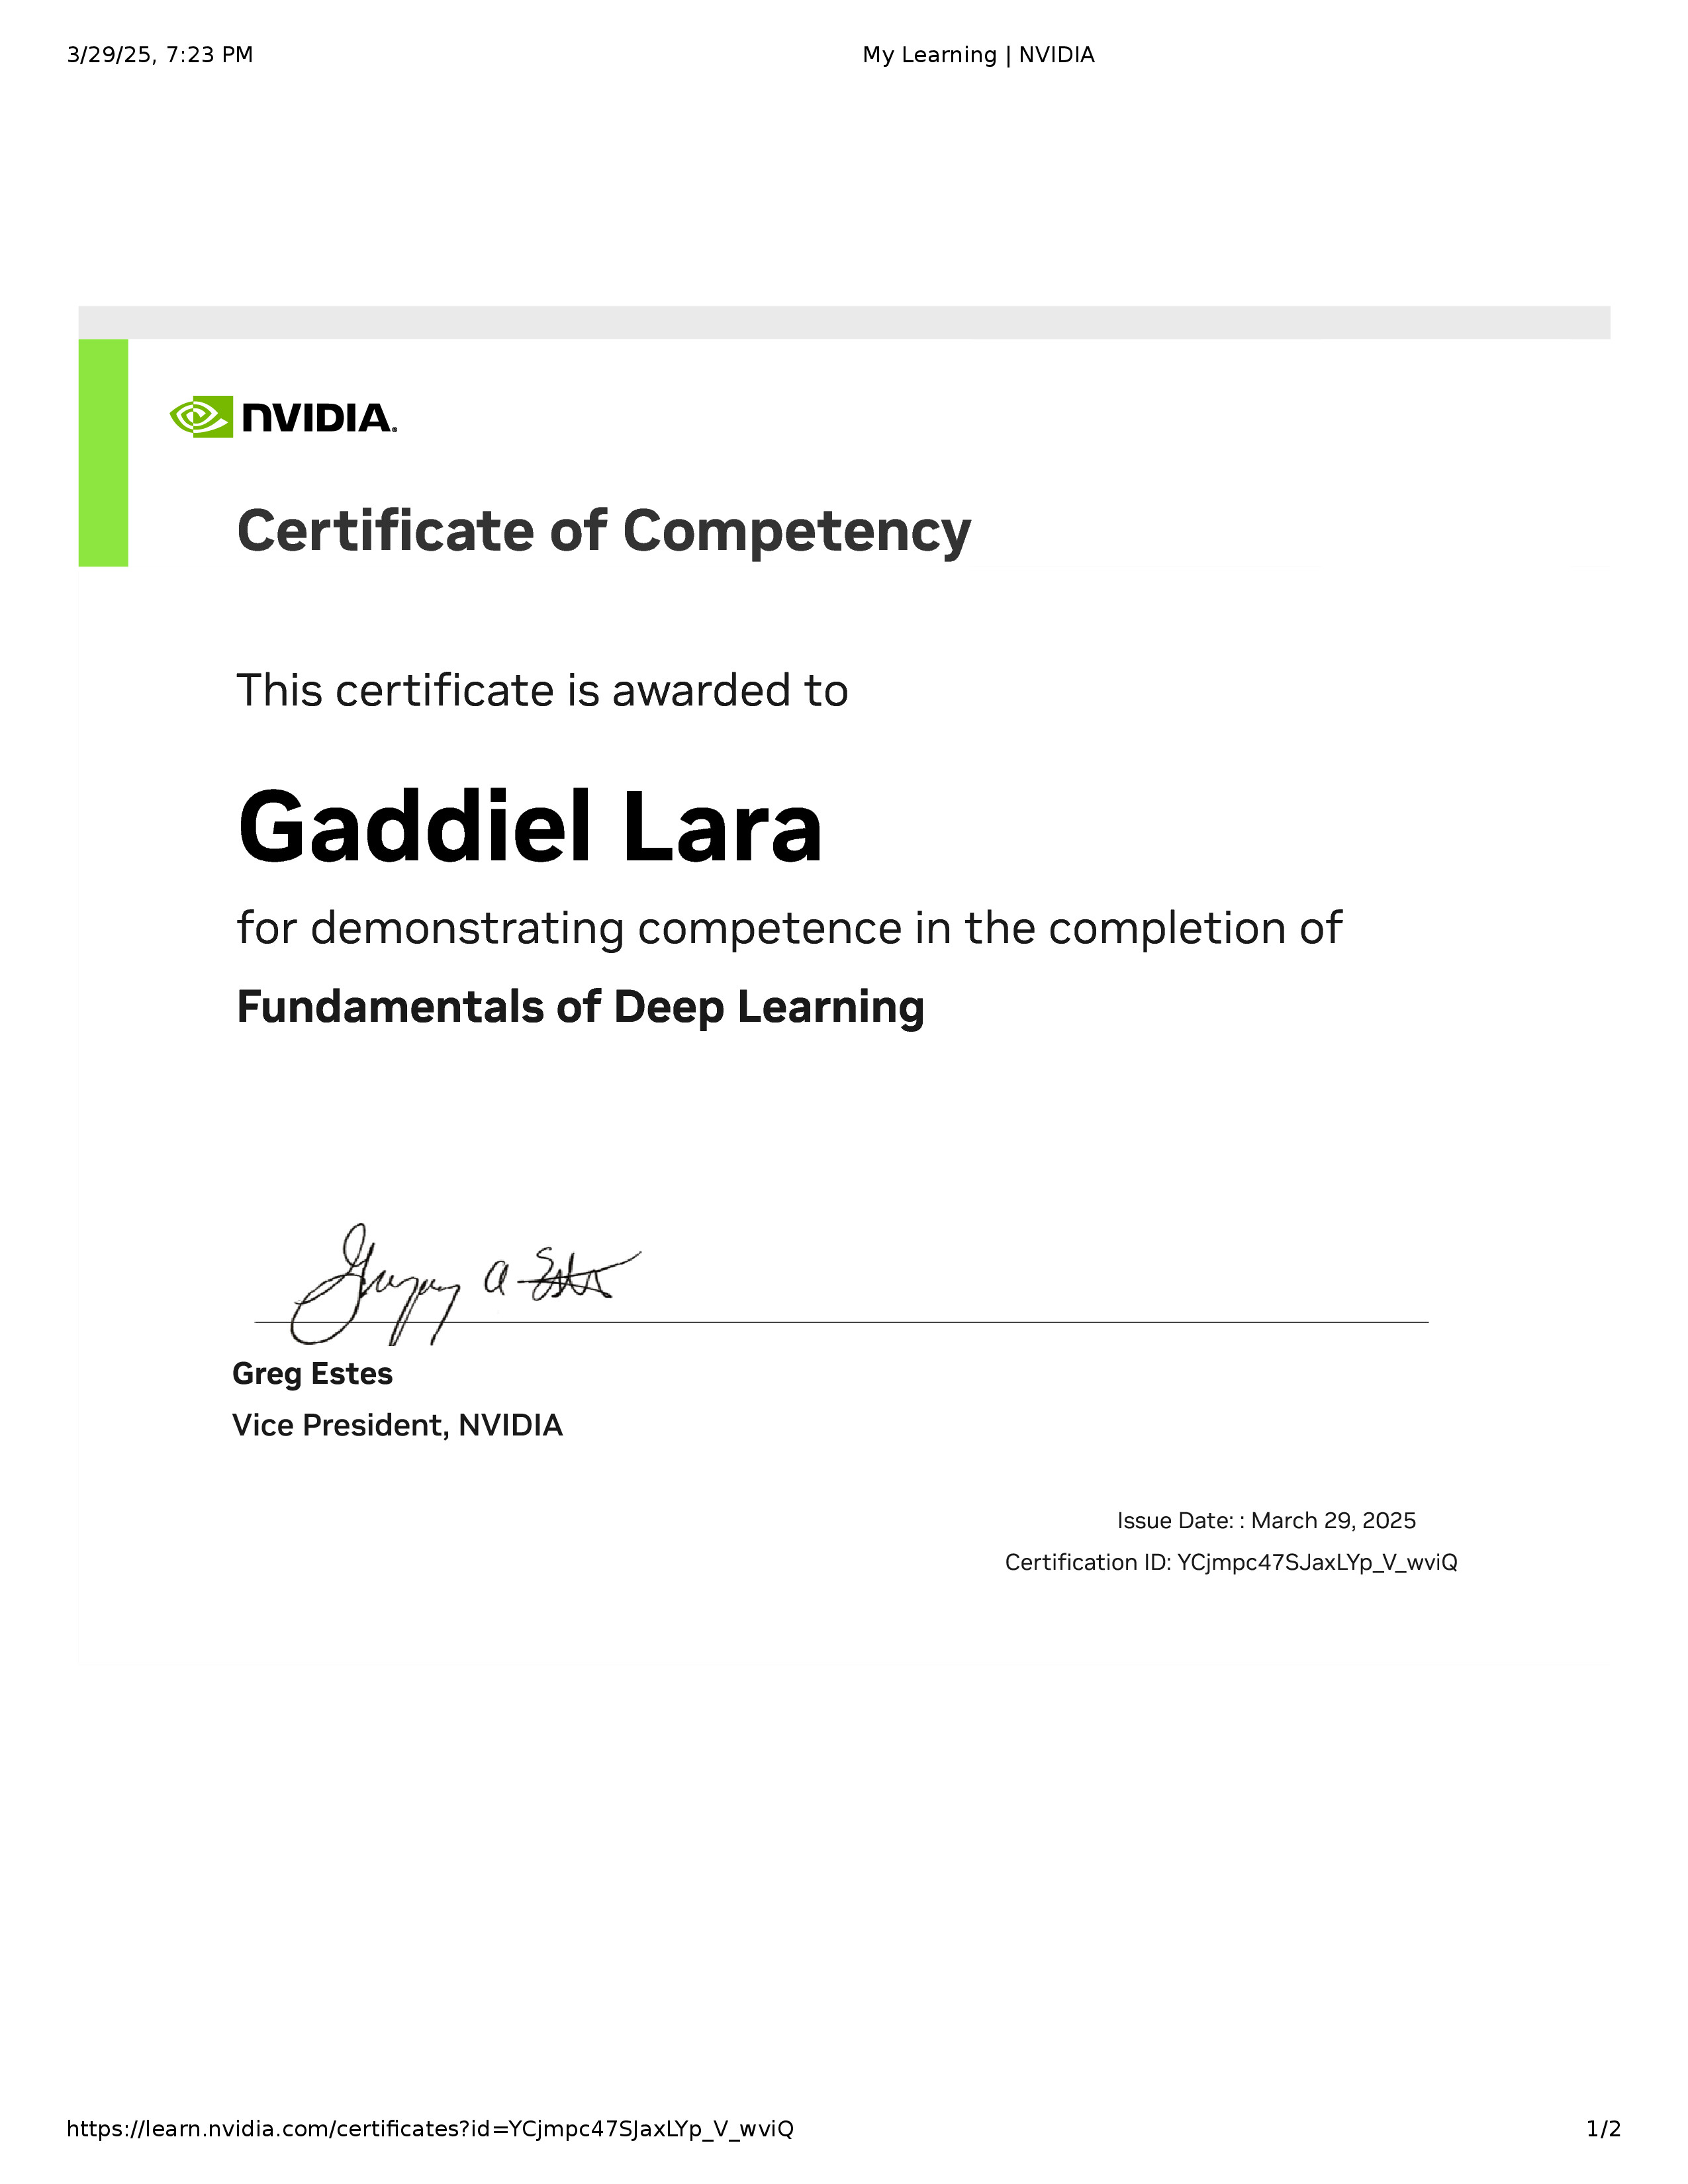 3/29/25, 7:23 PM
My Learning | NVIDIA
NVIDIA.
Certificate of Competency
This certificate is awarded to
Gaddiel Lara
for demonstrating competence in the completion of
Fundamentals of Deep Learning
Gregory A Estes
Greg Estes
Vice President, NVIDIA
Issue Date: : March 29, 2025
Certification ID: YCjmpc47SJaxLYp_V_wviQ
https://learn.nvidia.com/certificates?id=YCjmpc47SJaxLYp_V_wviQ
1/2